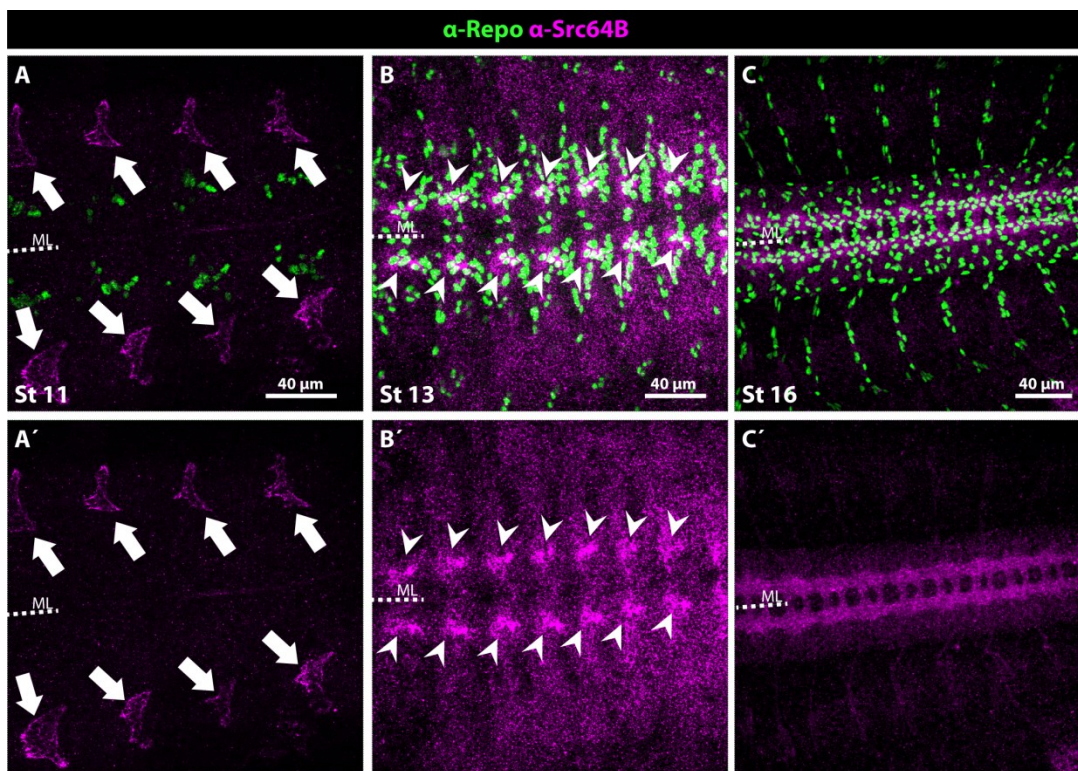 α-Repo α-Src64B
A
ML
St 11
40 µm
B
ML
St 13
40 µm
C
ML
St 16
40 µm
A´
ML
B´
ML
C´
ML